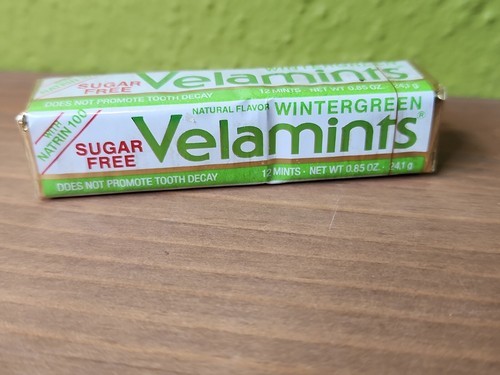 WINTERGREEN
SUGAR FREE Velamints
DOES NOT PROMOTE TOOTH DECAY 12 MINTS · NET WT 0.85 OZ. · 24.1 g
WITH NATRIN 100
NATURAL FLAVOR WINTERGREEN
SUGAR FREE Velamints®
DOES NOT PROMOTE TOOTH DECAY 12 MINTS · NET WT 0.85 OZ. · 24.1 g